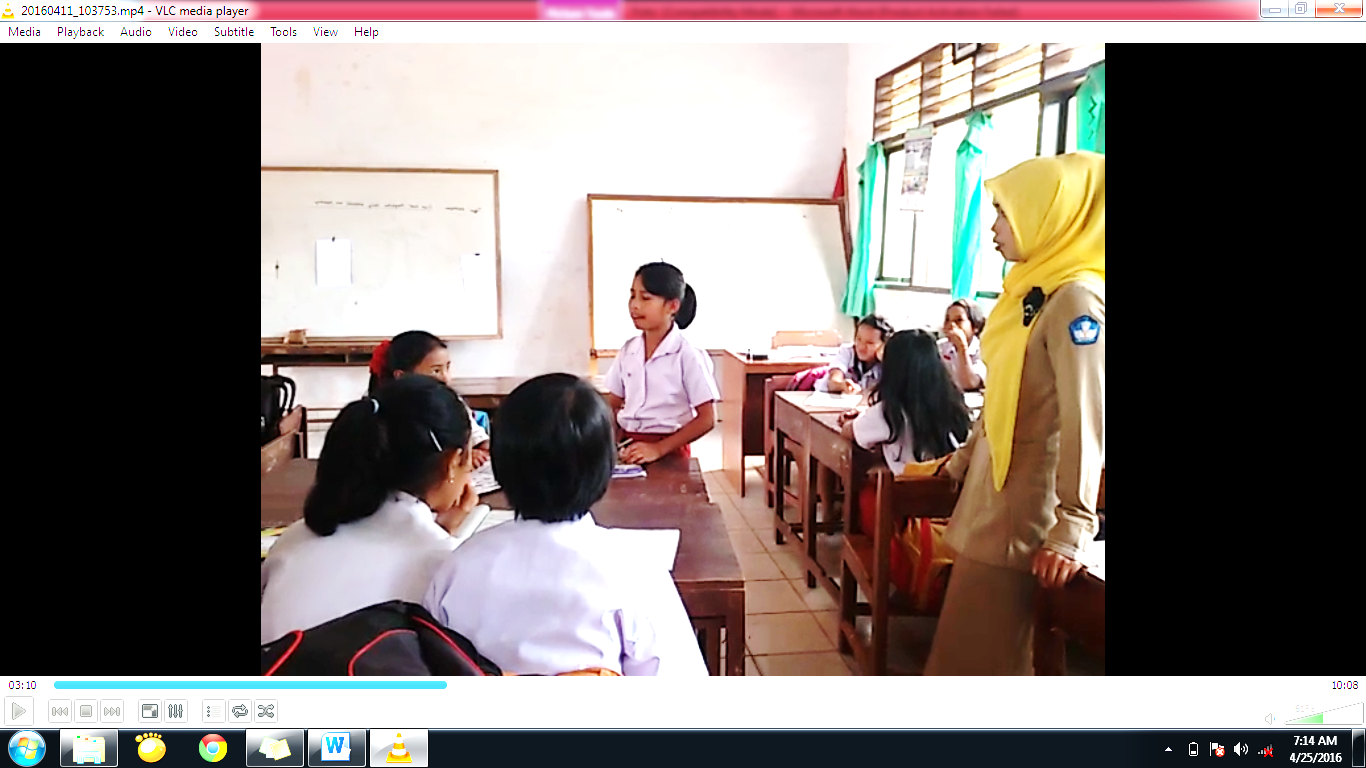 20160411_103753.mp4 - VLC media player
Media Playback Audio Video Subtitle Tools View Help
03:10
10:08
7:14 AM
4/25/2016